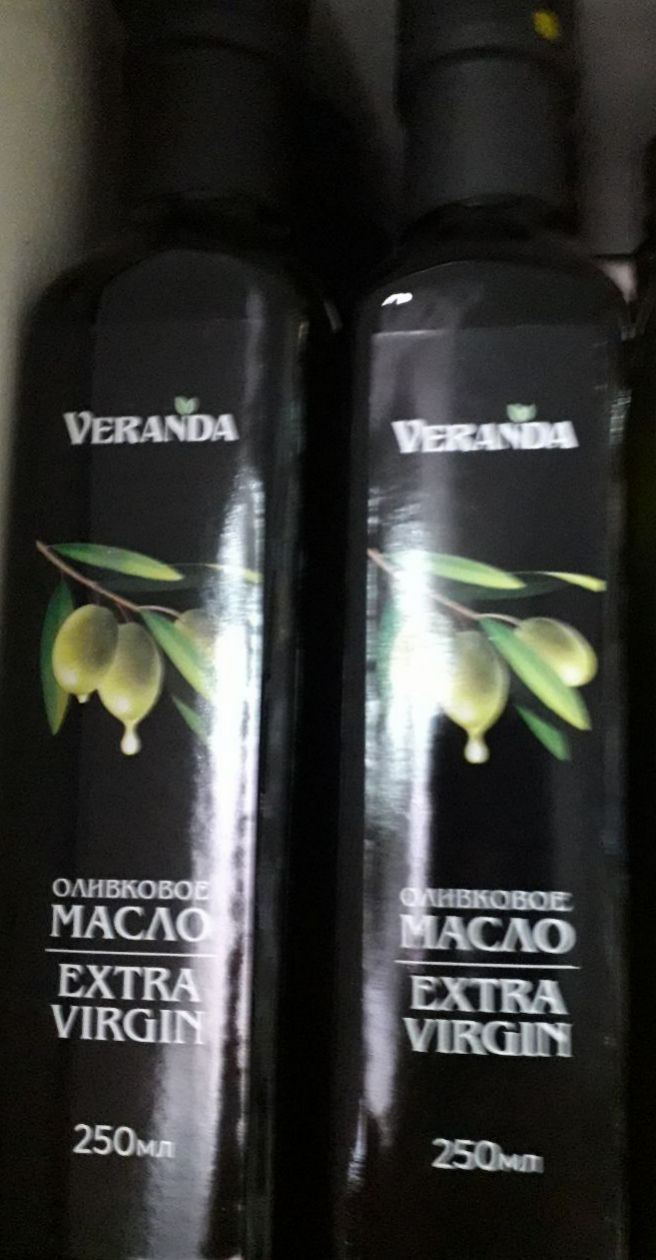 VERANDA
ОЛИВКОВОЕ
МАСЛО
EXTRA
VIRGIN
250мл
VERANDA
ОЛИВКОВОЕ
МАСЛО
EXTRA
VIRGIN
250мл